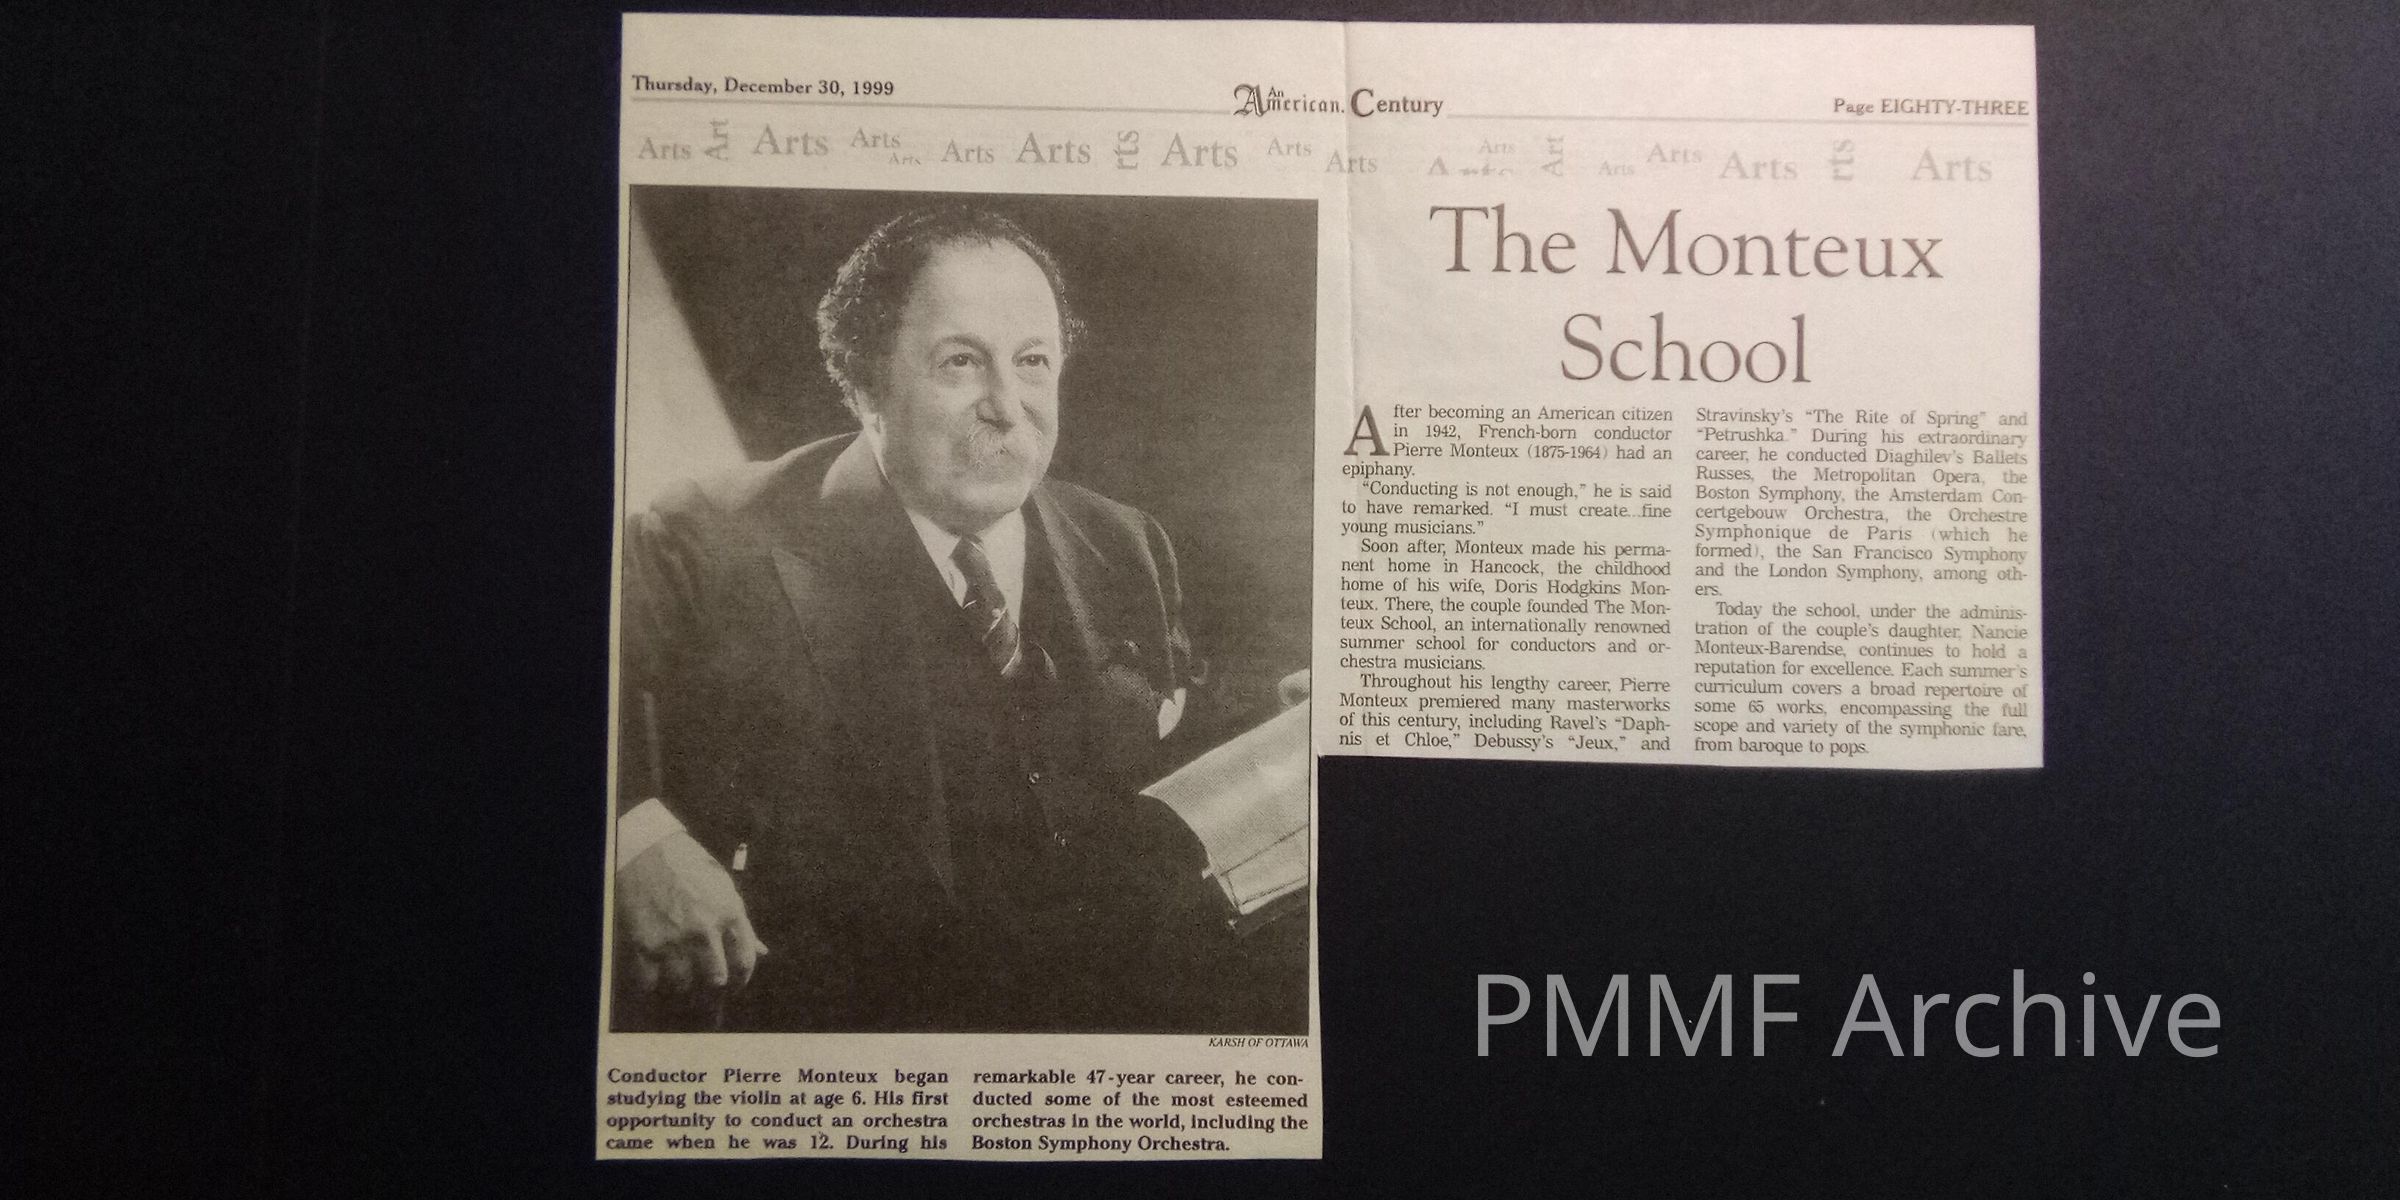 Thursday, December 30, 1999
An American Century
Page EIGHTY-THREE
Arts Art Arts Arts Arts Arts Arts rts Arts Arts Arts Arts Art Arts Arts Arts rts Arts
The Monteux
School
After becoming an American citizen
in 1942, French-born conductor
Pierre Monteux (1875-1964) had an
epiphany.
“Conducting is not enough,” he is said
to have remarked. “I must create...fine
young musicians.”
Soon after, Monteux made his perma-
nent home in Hancock, the childhood
home of his wife, Doris Hodgkins Mon-
teux. There, the couple founded The Mon-
teux School, an internationally renowned
summer school for conductors and or-
chestra musicians.
Throughout his lengthy career, Pierre
Monteux premiered many masterworks
of this century, including Ravel's “Daph-
nis et Chloe,” Debussy's “Jeux,” and
Stravinsky's “The Rite of Spring” and
“Petrushka.” During his extraordinary
career, he conducted Diaghilev's Ballets
Russes, the Metropolitan Opera, the
Boston Symphony, the Amsterdam Con-
certgebouw Orchestra, the Orchestre
Symphonique de Paris (which he
formed), the San Francisco Symphony
and the London Symphony, among oth-
ers.
Today the school, under the adminis-
tration of the couple's daughter, Nancie
Monteux-Barendse, continues to hold a
reputation for excellence. Each summer's
curriculum covers a broad repertoire of
some 65 works, encompassing the full
scope and variety of the symphonic fare,
from baroque to pops.
KARSH OF OTTAWA
Conductor Pierre Monteux began
studying the violin at age 6. His first
opportunity to conduct an orchestra
came when he was 12. During his
remarkable 47-year career, he con-
ducted some of the most esteemed
orchestras in the world, including the
Boston Symphony Orchestra.
PMMF Archive